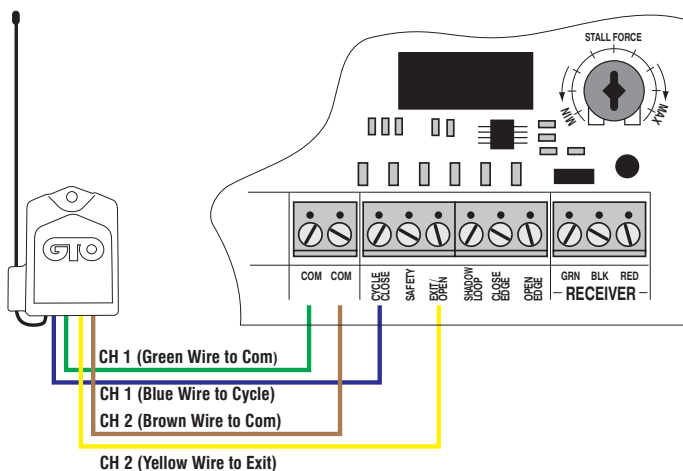 STALL FORCE
MIN
MAX
GTO
COM
COM
CYCLE
CLOSE
SAFETY
EXIT/
OPEN
SHADOW
LOOP
CLOSE
EDGE
OPEN
EDGE
GRN BLK RED
RECEIVER
CH 1 (Green Wire to Com)
CH 1 (Blue Wire to Cycle)
CH 2 (Brown Wire to Com)
CH 2 (Yellow Wire to Exit)